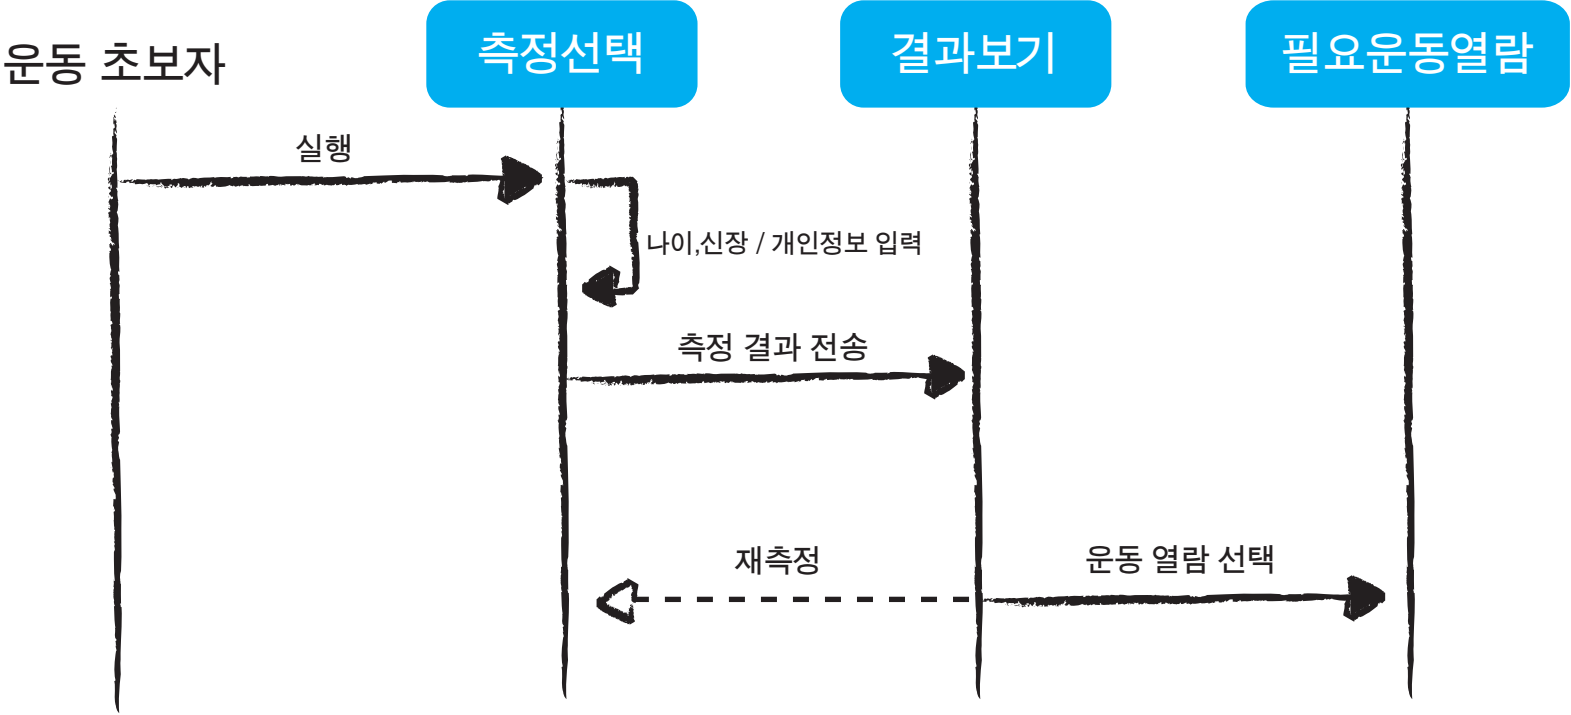 운동 초보자
측정선택
결과보기
필요운동열람
실행
나이,신장 / 개인정보 입력
측정 결과 전송
재측정
운동 열람 선택